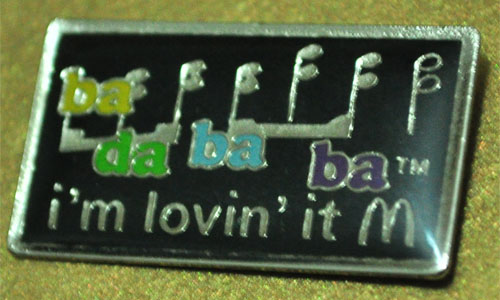 ba
da ba ba™
i'm lovin' it M